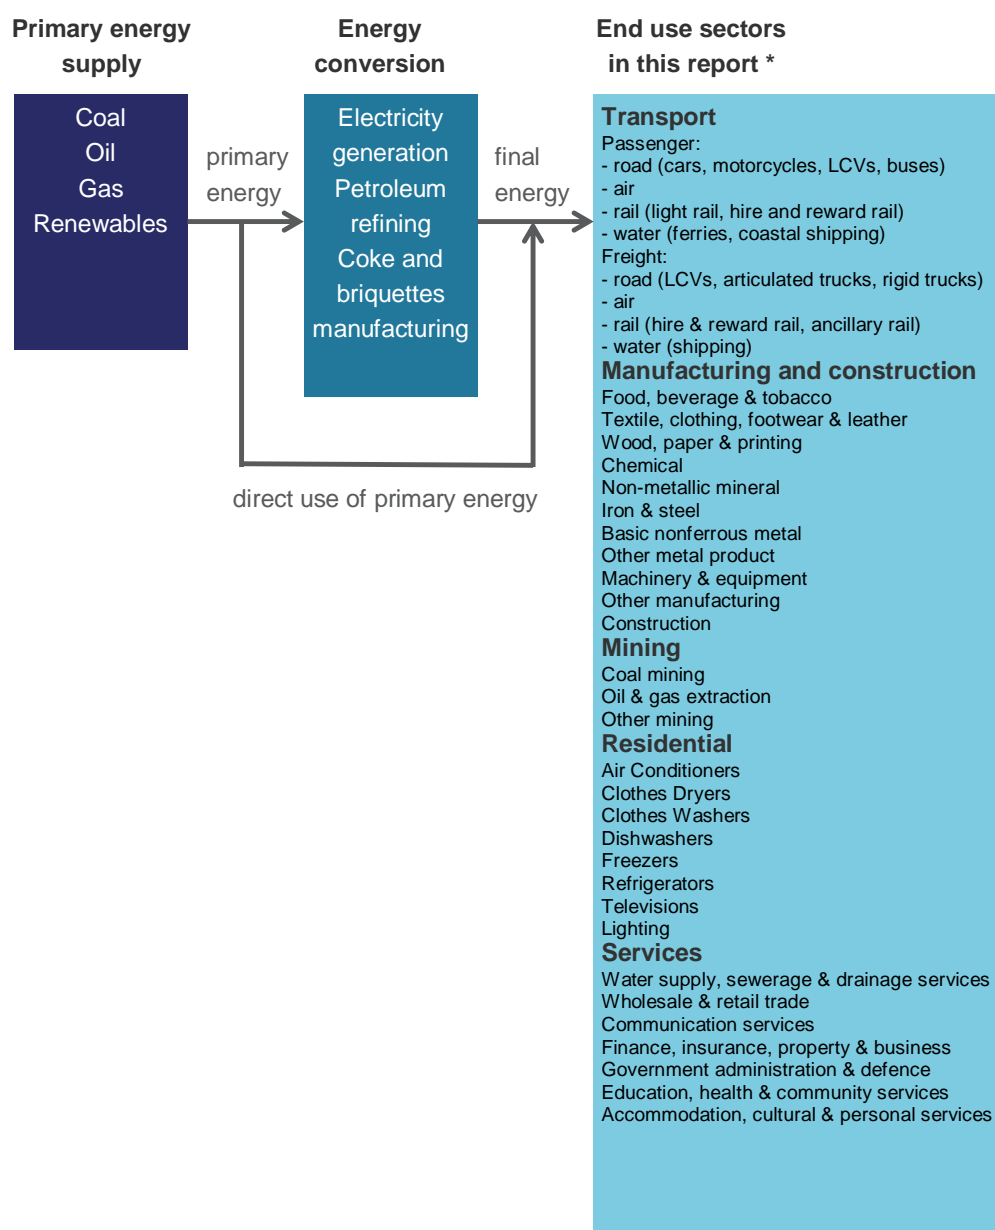 Primary energy
supply
Energy
conversion
End use sectors
in this report *
Coal
Oil
Gas
Renewables
primary
energy
Electricity
generation
Petroleum
refining
Coke and
briquettes
manufacturing
final
energy
direct use of primary energy
Transport
Passenger:
- road (cars, motorcycles, LCVs, buses)
- air
- rail (light rail, hire and reward rail)
- water (ferries, coastal shipping)
Freight:
- road (LCVs, articulated trucks, rigid trucks)
- air
- rail (hire & reward rail, ancillary rail)
- water (shipping)
Manufacturing and construction
Food, beverage & tobacco
Textile, clothing, footwear & leather
Wood, paper & printing
Chemical
Non-metallic mineral
Iron & steel
Basic nonferrous metal
Other metal product
Machinery & equipment
Other manufacturing
Construction
Mining
Coal mining
Oil & gas extraction
Other mining
Residential
Air Conditioners
Clothes Dryers
Clothes Washers
Dishwashers
Freezers
Refrigerators
Televisions
Lighting
Services
Water supply, sewerage & drainage services
Wholesale & retail trade
Communication services
Finance, insurance, property & business
Government administration & defence
Education, health & community services
Accommodation, cultural & personal services